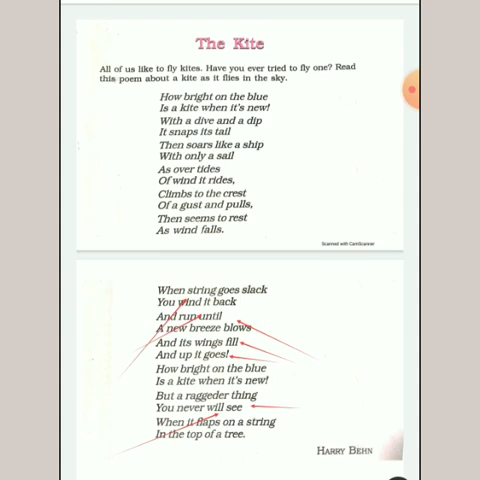 The Kite
All of us like to fly kites. Have you ever tried to fly one? Read
this poem about a kite as it flies in the sky.
How bright on the blue
Is a kite when it's new!
With a dive and a dip
It snaps its tail
Then soars like a ship
With only a sail
As over tides
Of wind it rides,
Climbs to the crest
Of a gust and pulls,
Then seems to rest
As wind falls.
Scanned with CamScanner
When string goes slack
You wind it back
And run until
A new breeze blows
And its wings fill
And up it goes!
How bright on the blue
Is a kite when it's new!
But a raggeder thing
You never will see
When it flaps on a string
In the top of a tree.
HARRY BEHN